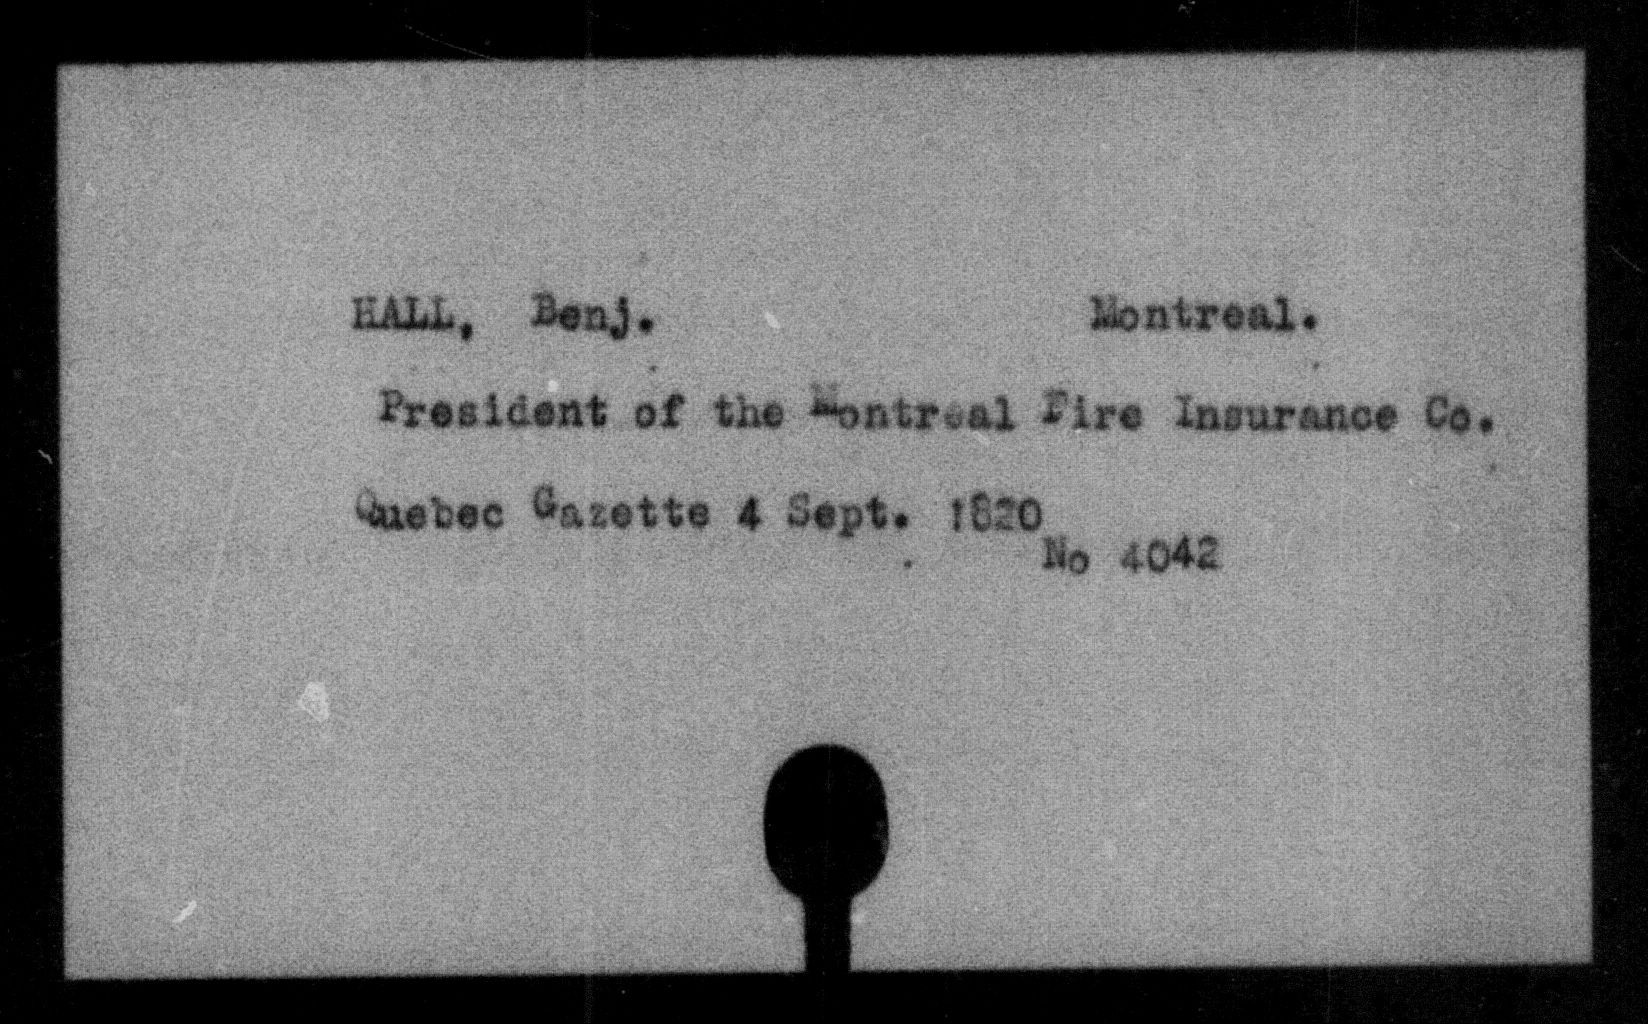 HALL, Benj. Montreal.
President of the Montreal Fire Insurance Co.
Quebec Gazette 4 Sept. 1820
No 4042